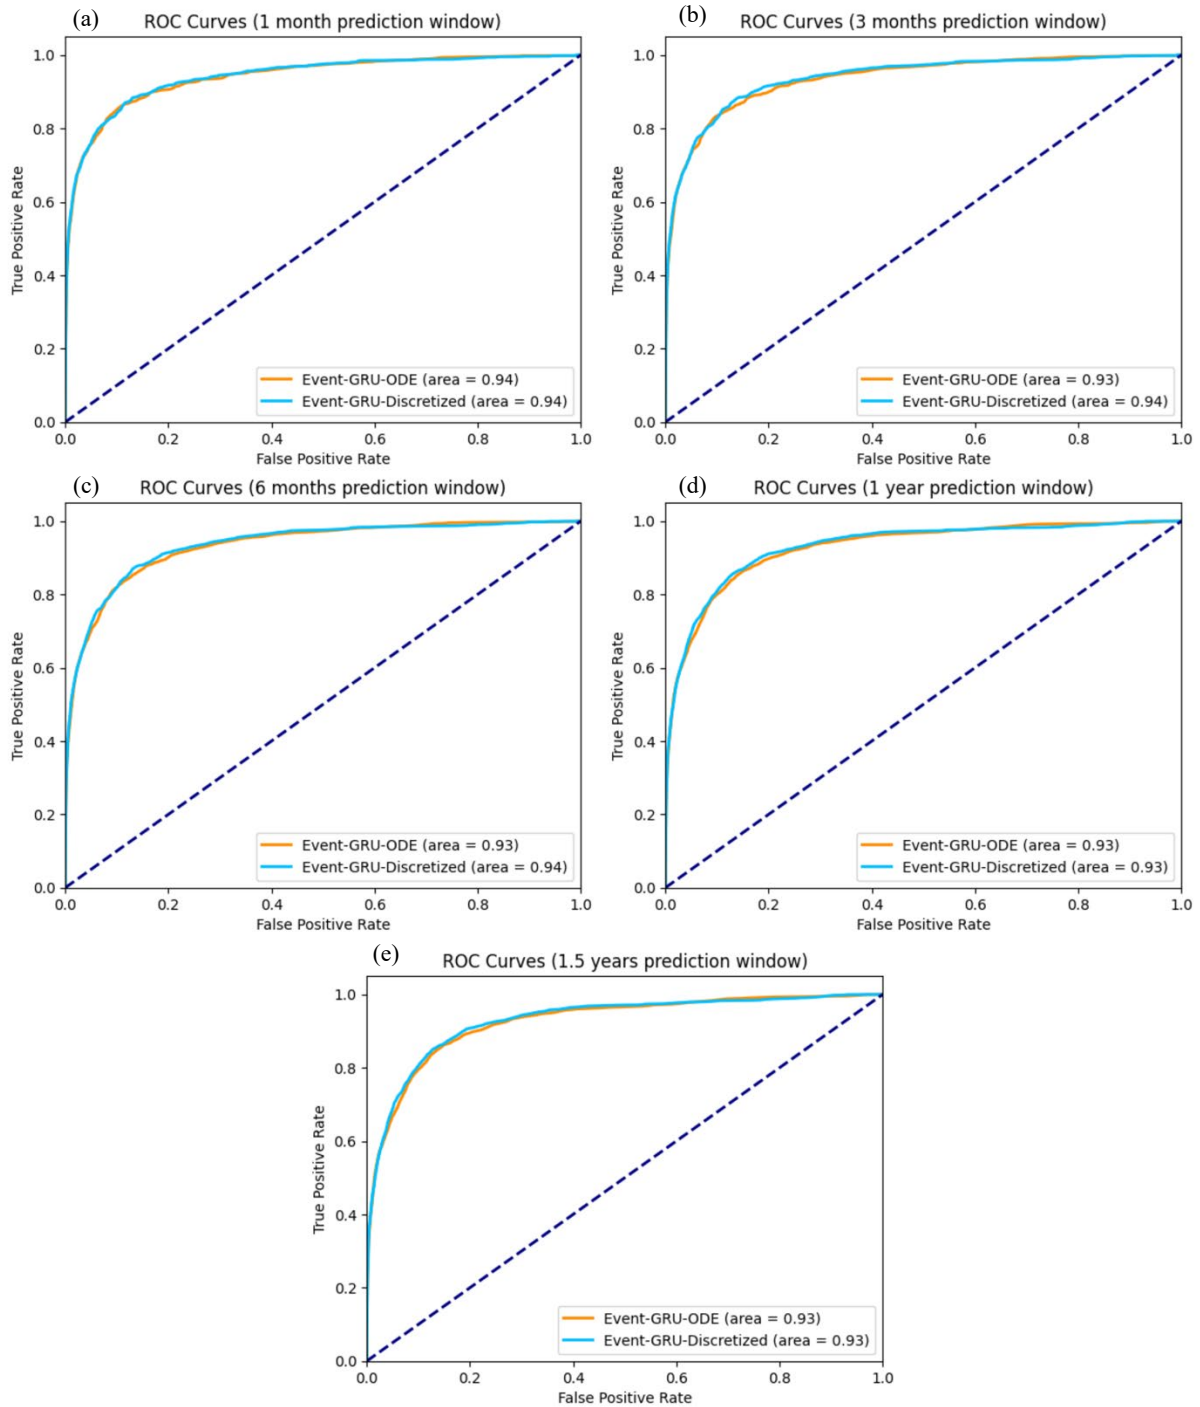 (a)
ROC Curves (1 month prediction window)
1.0
0.8
0.6
0.4
0.2
0.0
True Positive Rate
Event-GRU-ODE (area = 0.94)
Event-GRU-Discretized (area = 0.94)
0.0 0.2 0.4 0.6 0.8 1.0
False Positive Rate
(b)
ROC Curves (3 months prediction window)
1.0
0.8
0.6
0.4
0.2
0.0
True Positive Rate
Event-GRU-ODE (area = 0.93)
Event-GRU-Discretized (area = 0.94)
0.0 0.2 0.4 0.6 0.8 1.0
False Positive Rate
(c)
ROC Curves (6 months prediction window)
1.0
0.8
0.6
0.4
0.2
0.0
True Positive Rate
Event-GRU-ODE (area = 0.93)
Event-GRU-Discretized (area = 0.94)
0.0 0.2 0.4 0.6 0.8 1.0
False Positive Rate
(d)
ROC Curves (1 year prediction window)
1.0
0.8
0.6
0.4
0.2
0.0
True Positive Rate
Event-GRU-ODE (area = 0.93)
Event-GRU-Discretized (area = 0.93)
0.0 0.2 0.4 0.6 0.8 1.0
False Positive Rate
(e)
ROC Curves (1.5 years prediction window)
1.0
0.8
0.6
0.4
0.2
0.0
True Positive Rate
Event-GRU-ODE (area = 0.93)
Event-GRU-Discretized (area = 0.93)
0.0 0.2 0.4 0.6 0.8 1.0
False Positive Rate